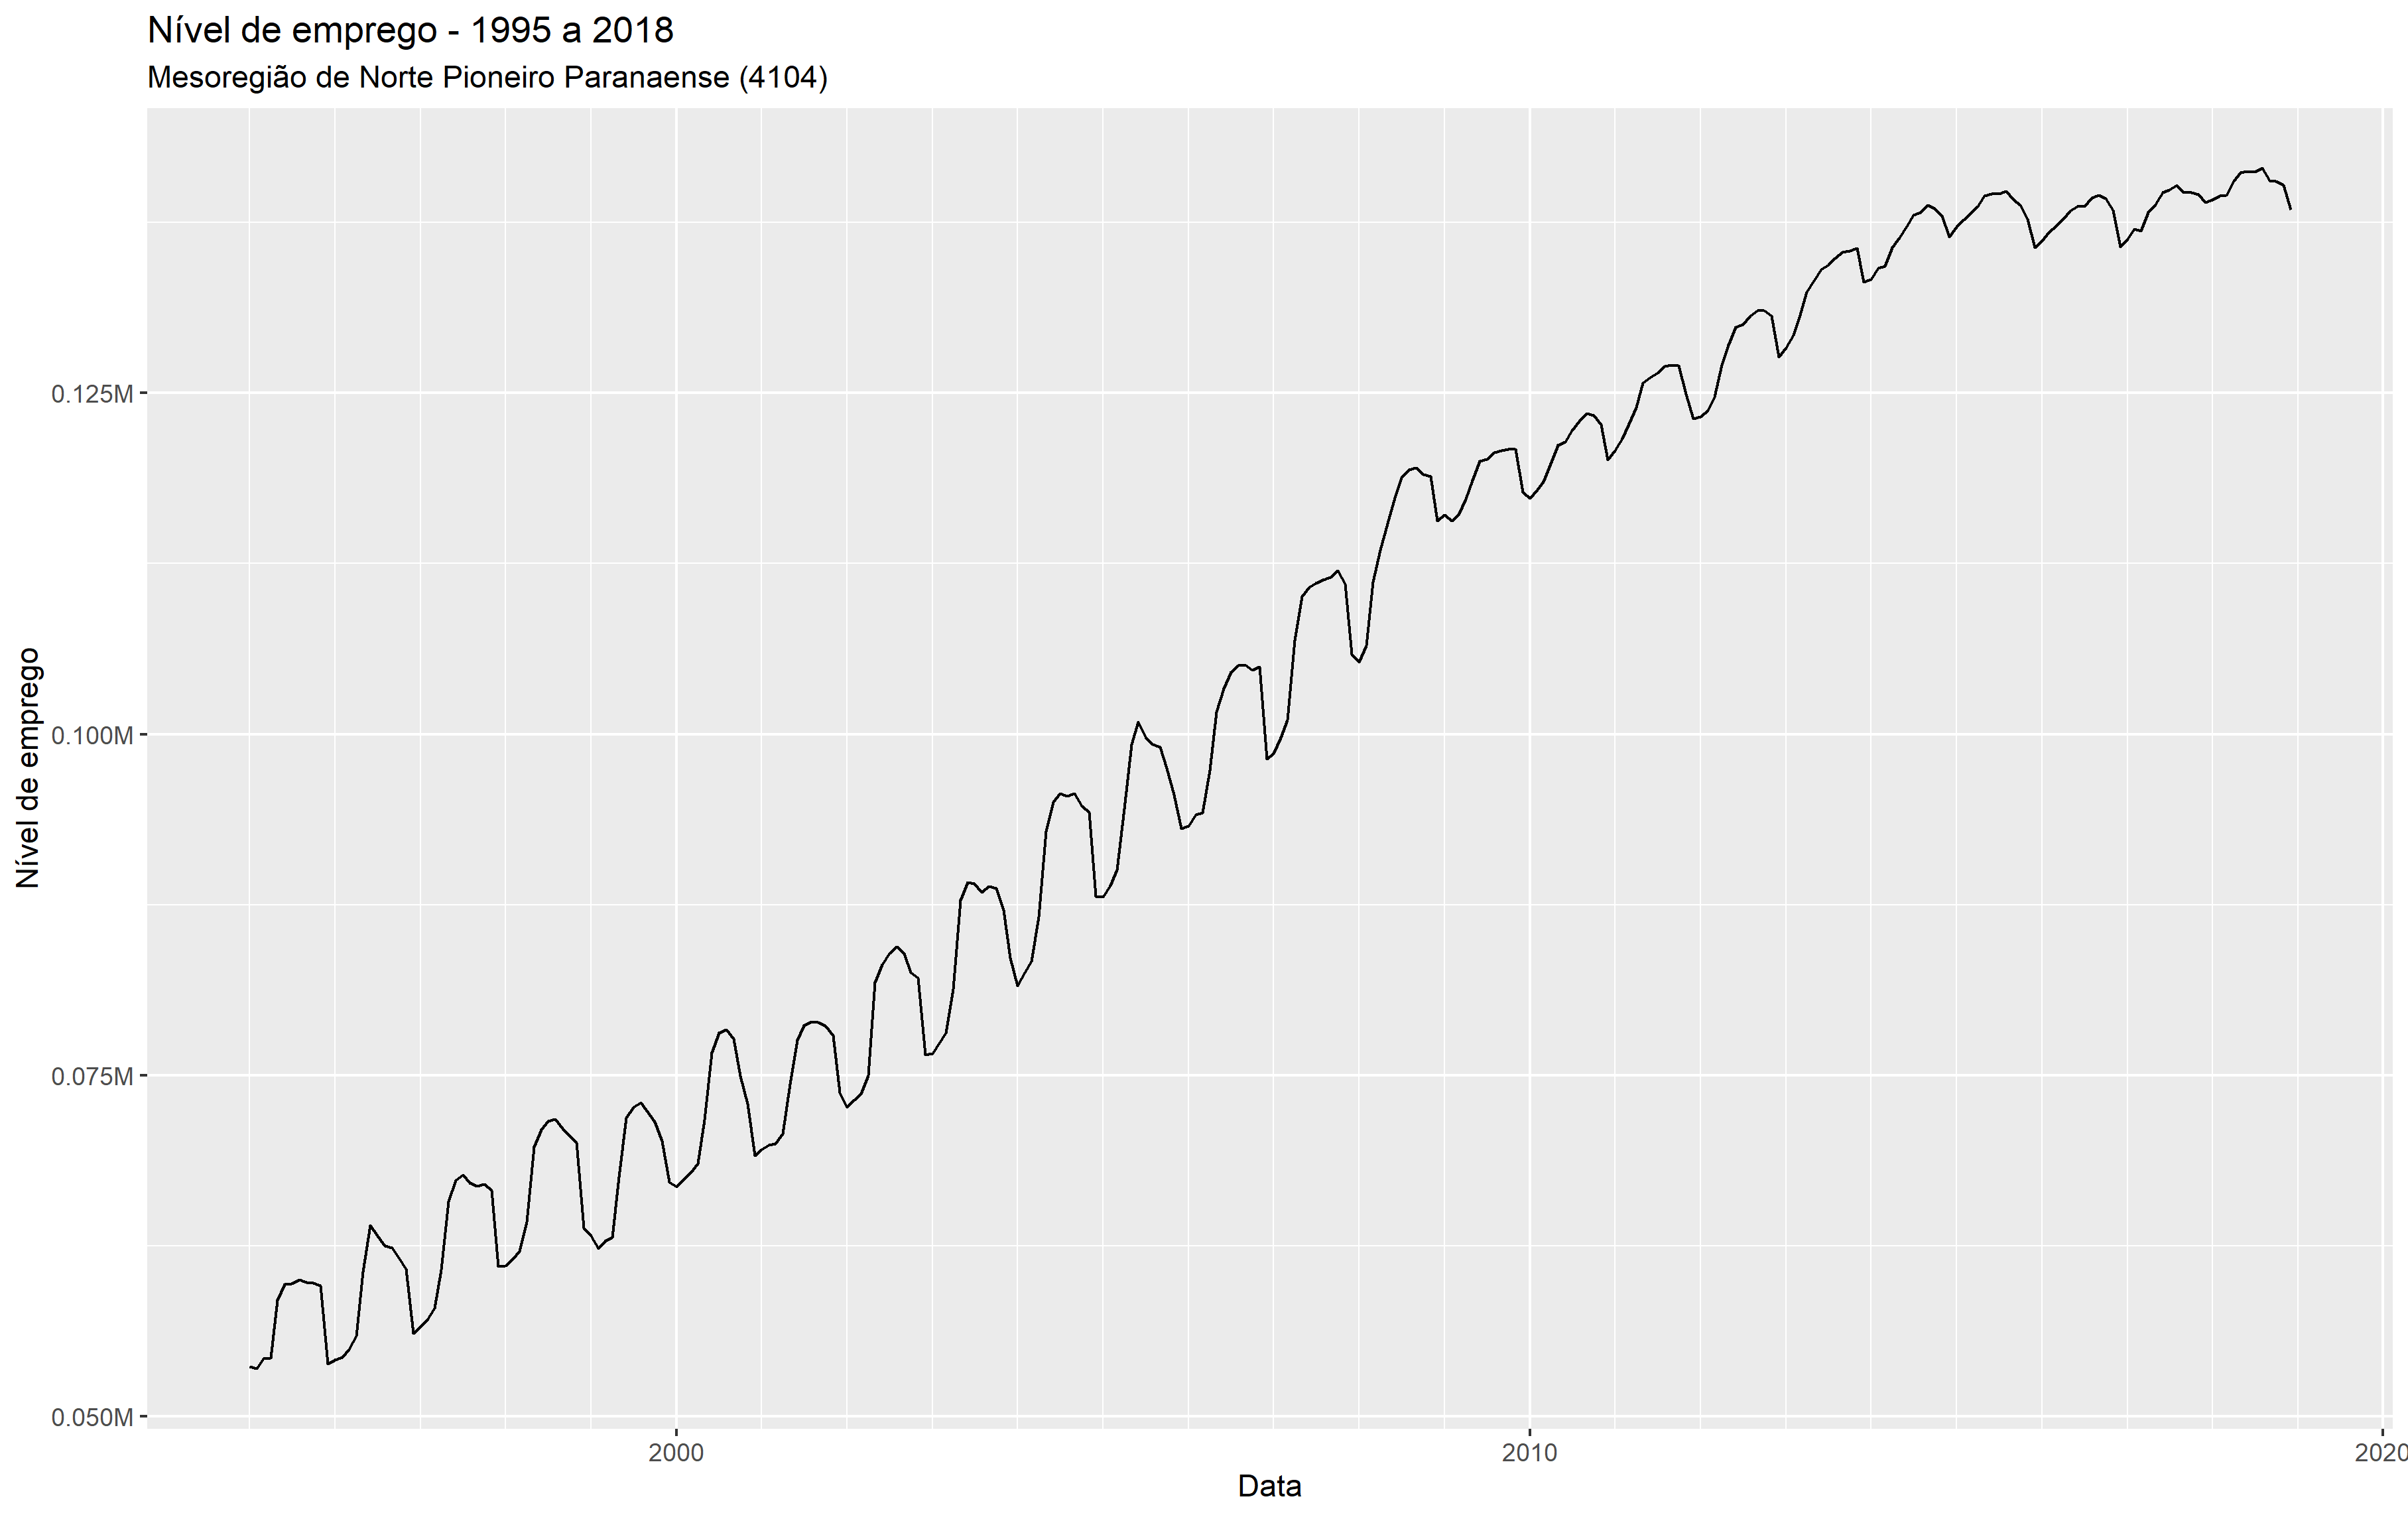 Nível de emprego - 1995 a 2018
Mesoregião de Norte Pioneiro Paranaense (4104)
Nível de emprego
0.125M
0.100M
0.075M
0.050M
2000
2010
2020
Data